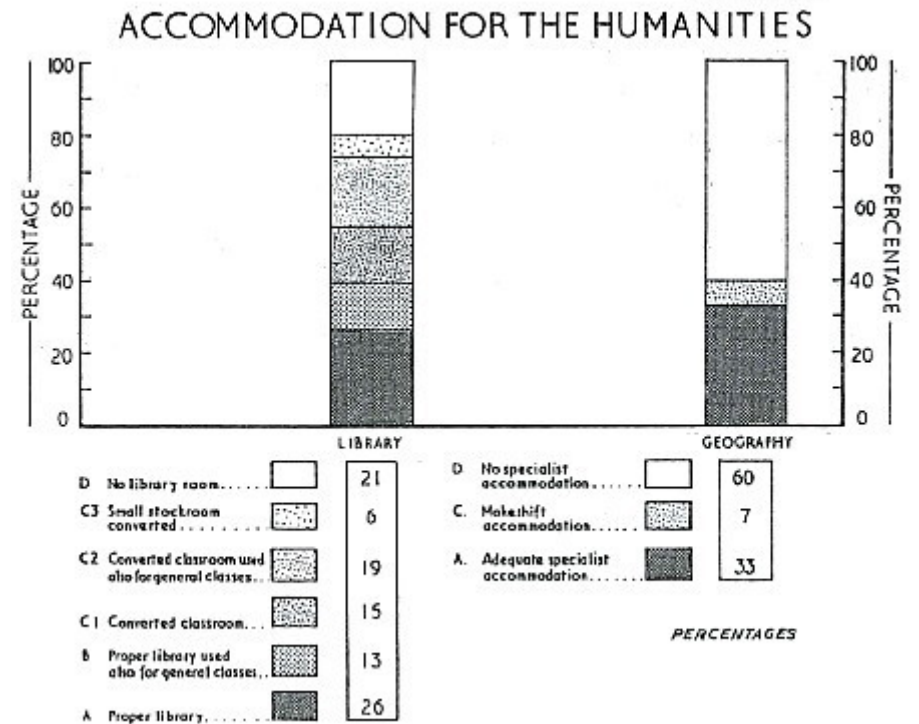 ACCOMMODATION FOR THE HUMANITIES
100
80
60
40
20
0
PERCENTAGE
100
80
60
40
20
0
PERCENTAGE
LIBRARY
GEOGRAPHY
D No library room...... 21
C3 Small stockroom
converted........ 6
C2 Converted classroom used
also for general classes... 19
C1 Converted classroom... 15
B Proper library used
also for general classes.. 13
A Proper library....... 26
D No specialist
accommodation...... 60
C. Makeshift
accommodation...... 7
A. Adequate specialist
accommodation...... 33
PERCENTAGES